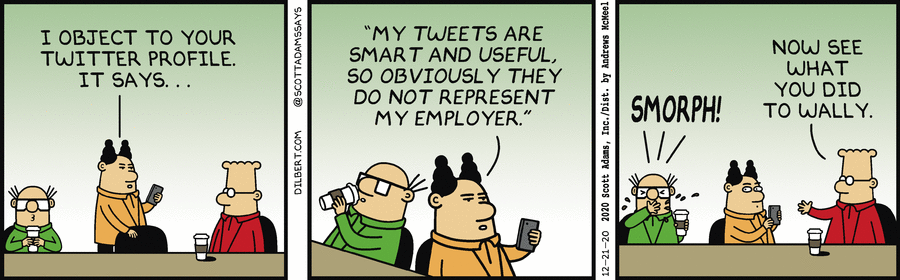 I OBJECT TO YOUR
TWITTER PROFILE.
IT SAYS...
DILBERT.COM @SCOTTADAMSSAYS
"MY TWEETS ARE
SMART AND USEFUL,
SO OBVIOUSLY THEY
DO NOT REPRESENT
MY EMPLOYER."
12-21-20 2020 Scott Adams, Inc./Dist. by Andrews McMeel
SMORPH!
NOW SEE
WHAT
YOU DID
TO WALLY.